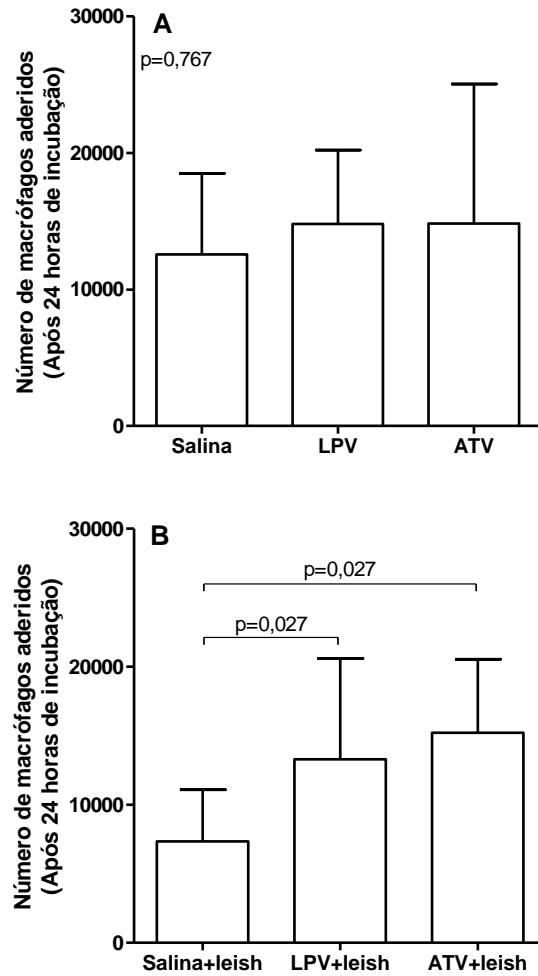 A
p=0,767
Número de macrófagos aderidos
(Após 24 horas de incubação)
30000
20000
10000
0
Salina LPV ATV
B
p=0,027
p=0,027
Número de macrófagos aderidos
(Após 24 horas de incubação)
30000
20000
10000
0
Salina+leish LPV+leish ATV+leish